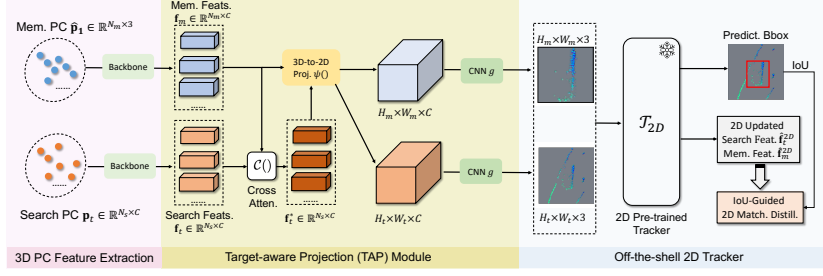 Mem. PC p̂₁ ∈ ℝ^{N_m×3}
Backbone
......
Search PC p_t ∈ ℝ^{N_s×C}
Backbone
......
3D PC Feature Extraction
Mem. Feats.
f_m ∈ ℝ^{N_m×C}
......
Search Feats.
f_t ∈ ℝ^{N_s×C}
......
3D-to-2D
Proj. ψ()
𝒞()
Cross
Atten.
......
f_t^* ∈ ℝ^{N_s×C}
H_m×W_m×C
H_t×W_t×C
CNN g
CNN g
Target-aware Projection (TAP) Module
H_m×W_m×3
H_t×W_t×3
𝒯_{2D}
2D Pre-trained
Tracker
Predict. Bbox
IoU
2D Updated
Search Feat. f̂_t^{2D}
Mem. Feat. f̂_m^{2D}
IoU-Guided
2D Match. Distill.
Off-the-shell 2D Tracker